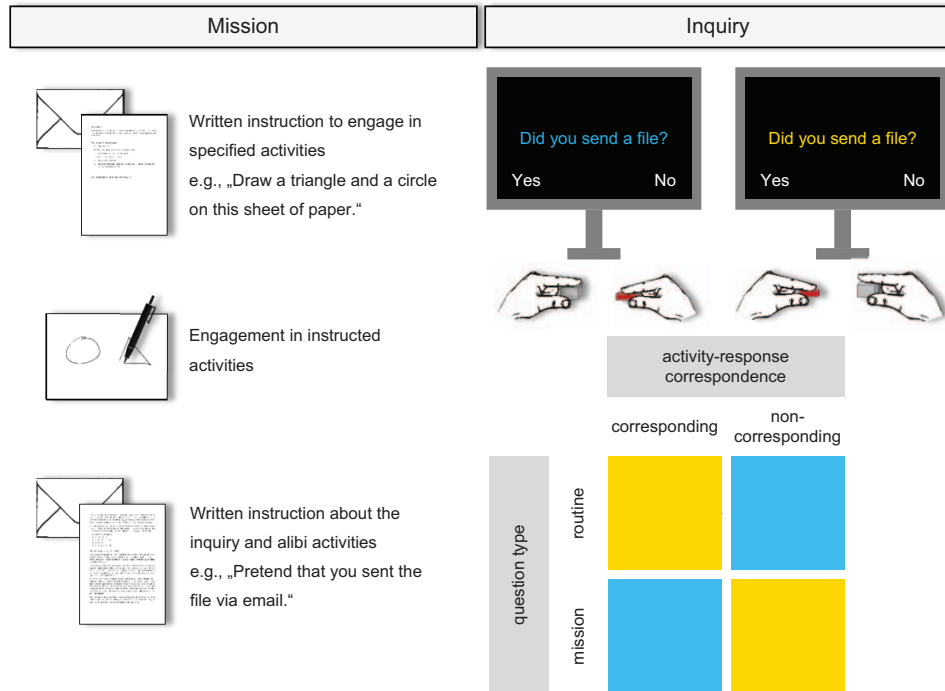 Mission
Inquiry
Written instruction to engage in
specified activities
e.g., „Draw a triangle and a circle
on this sheet of paper.“
Engagement in instructed
activities
Written instruction about the
inquiry and alibi activities
e.g., „Pretend that you sent the
file via email.“
Did you send a file?
Yes No
Did you send a file?
Yes No
activity-response
correspondence
corresponding
non-
corresponding
question type
routine
mission